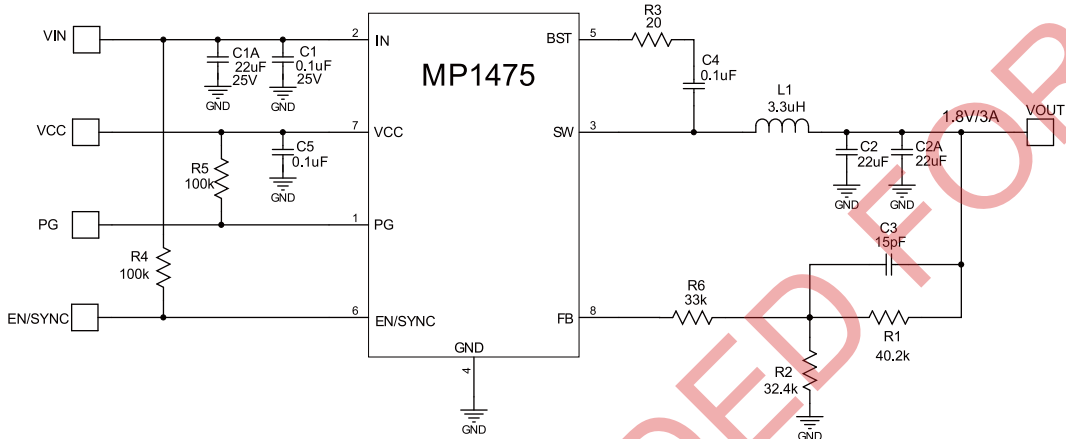 VIN
C1A
22uF
25V
GND
C1
0.1uF
25V
GND
2
IN
MP1475
BST
5
R3
20
C4
0.1uF
VCC
7
VCC
C5
0.1uF
GND
R5
100k
SW
3
L1
3.3uH
1.8V/3A
VOUT
C2
22uF
GND
C2A
22uF
GND
PG
1
PG
R4
100k
C3
15pF
EN/SYNC
6
EN/SYNC
FB
8
R6
33k
R1
40.2k
R2
32.4k
GND
GND
4
GND
ED FOR